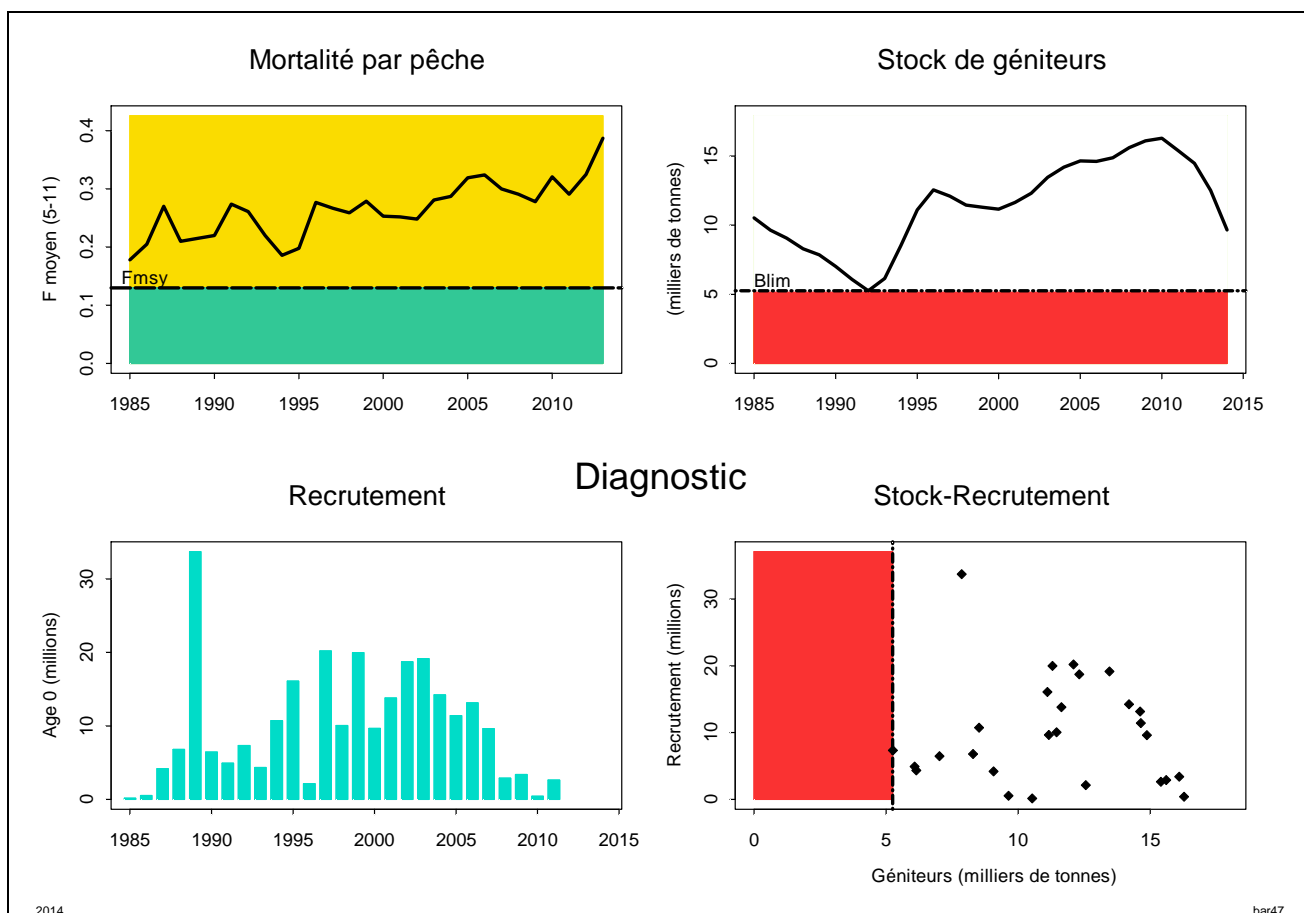 Mortalité par pêche
F moyen (5-11)
0.0 0.1 0.2 0.3 0.4
Fmsy
1985 1990 1995 2000 2005 2010
Stock de géniteurs
(milliers de tonnes)
0 5 10 15
Blim
1985 1990 1995 2000 2005 2010 2015
Diagnostic
Recrutement
Age 0 (millions)
0 10 20 30
1985 1990 1995 2000 2005 2010 2015
Stock-Recrutement
Recrutement (millions)
0 10 20 30
0 5 10 15
Géniteurs (milliers de tonnes)
2014
bar47